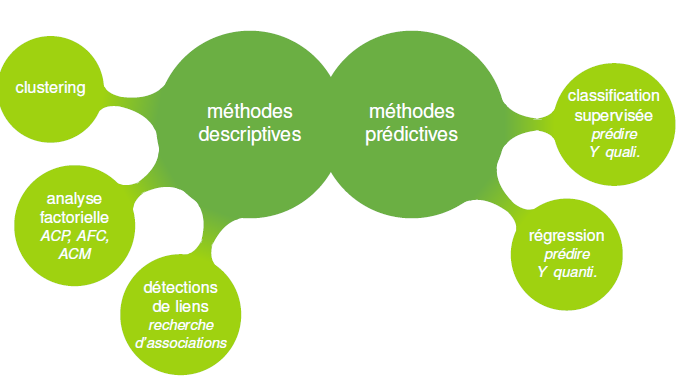 clustering
méthodes
descriptives
méthodes
prédictives
classification
supervisée
prédire
Y quali.
analyse
factorielle
ACP, AFC,
ACM
régression
prédire
Y quanti.
détections
de liens
recherche
d'associations